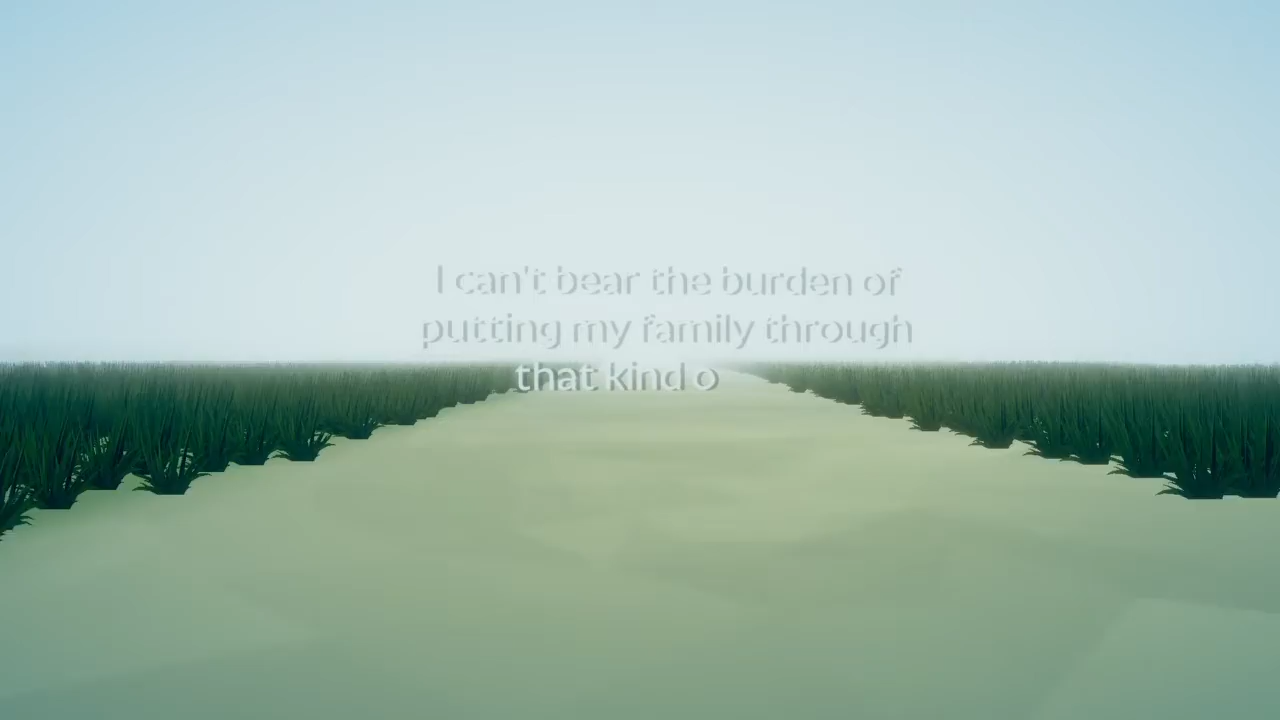 I can't bear the burden of
putting my family through
that kind o